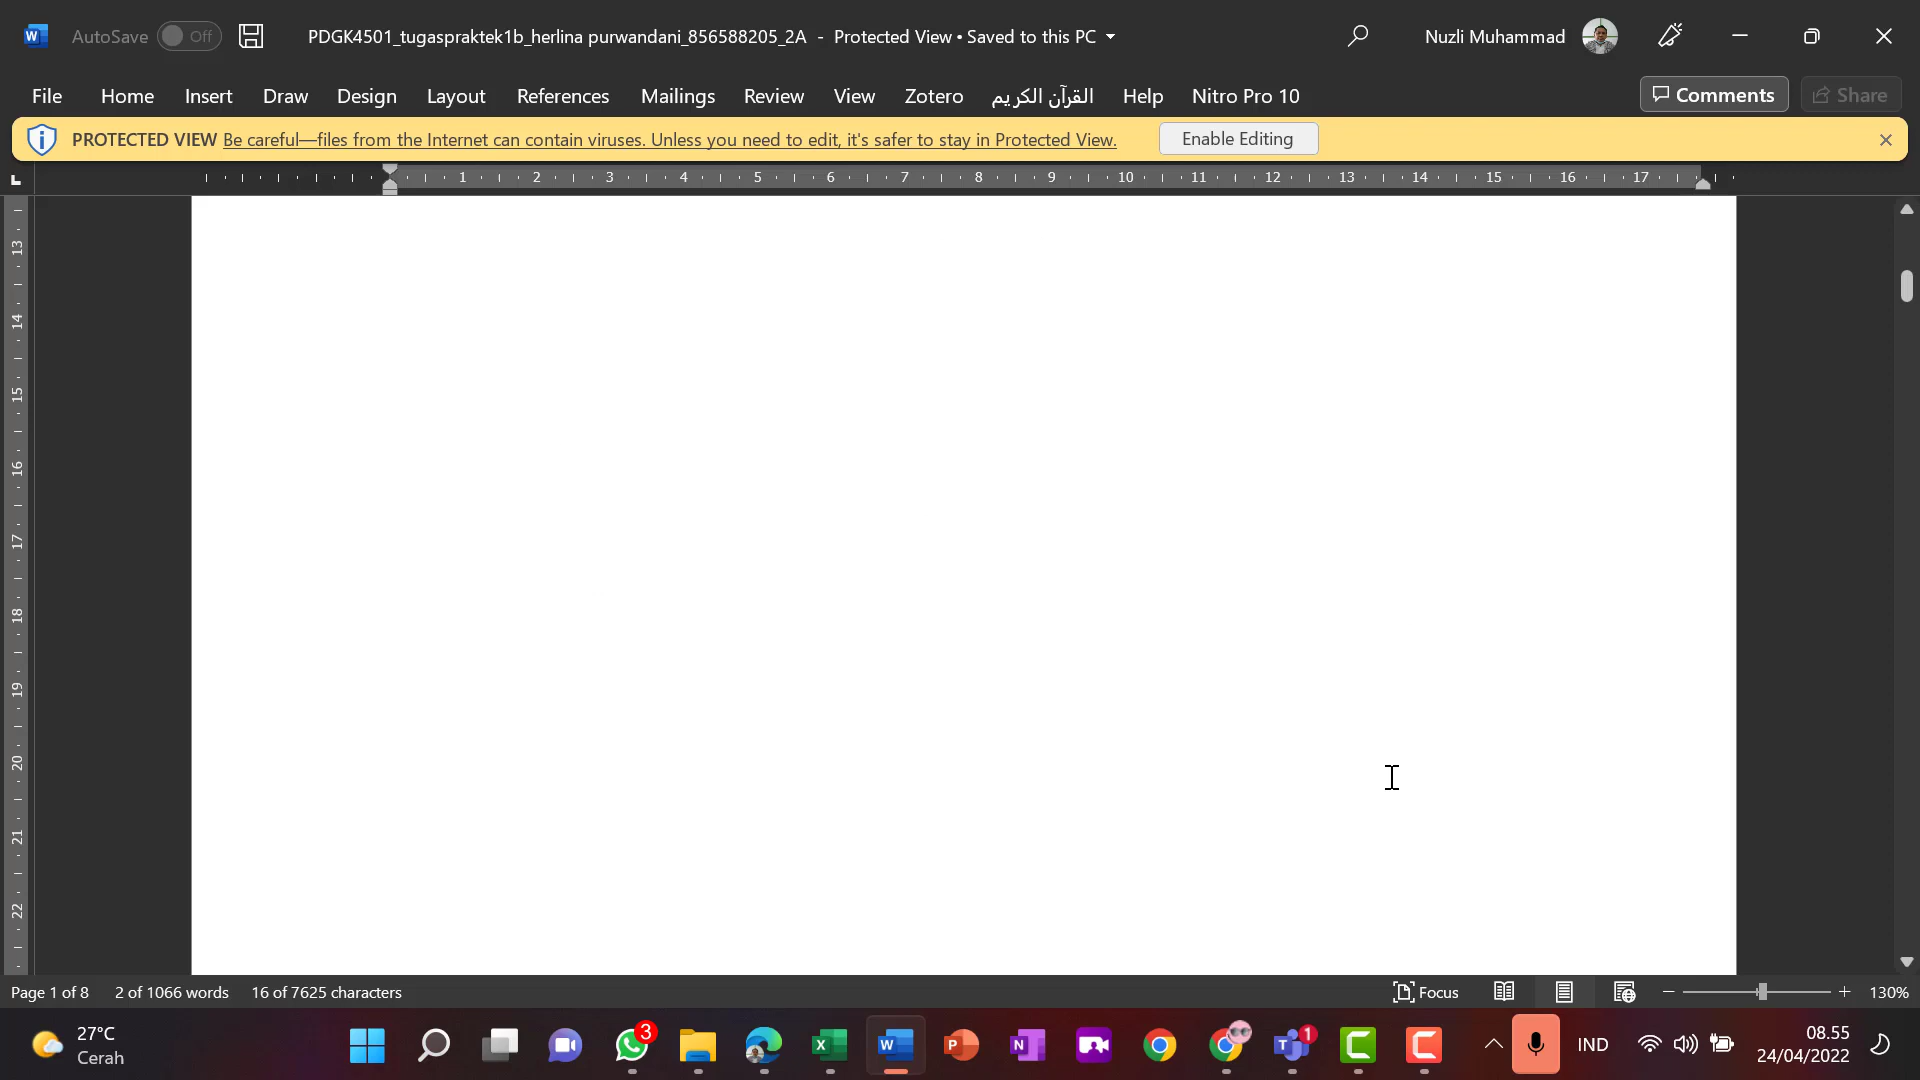 AutoSave Off PDGK4501_tugaspraktek1b_herlina purwandani_856588205_2A - Protected View • Saved to this PC Nuzli Muhammad
File Home Insert Draw Design Layout References Mailings Review View Zotero القرآن الكريم Help Nitro Pro 10 Comments Share
PROTECTED VIEW Be careful—files from the Internet can contain viruses. Unless you need to edit, it's safer to stay in Protected View. Enable Editing
1 2 3 4 5 6 7 8 9 10 11 12 13 14 15 16 17
13
14
15
16
17
18
19
20
21
22
Page 1 of 8 2 of 1066 words 16 of 7625 characters Focus 130%
27°C
Cerah
3
1
IND
08.55
24/04/2022